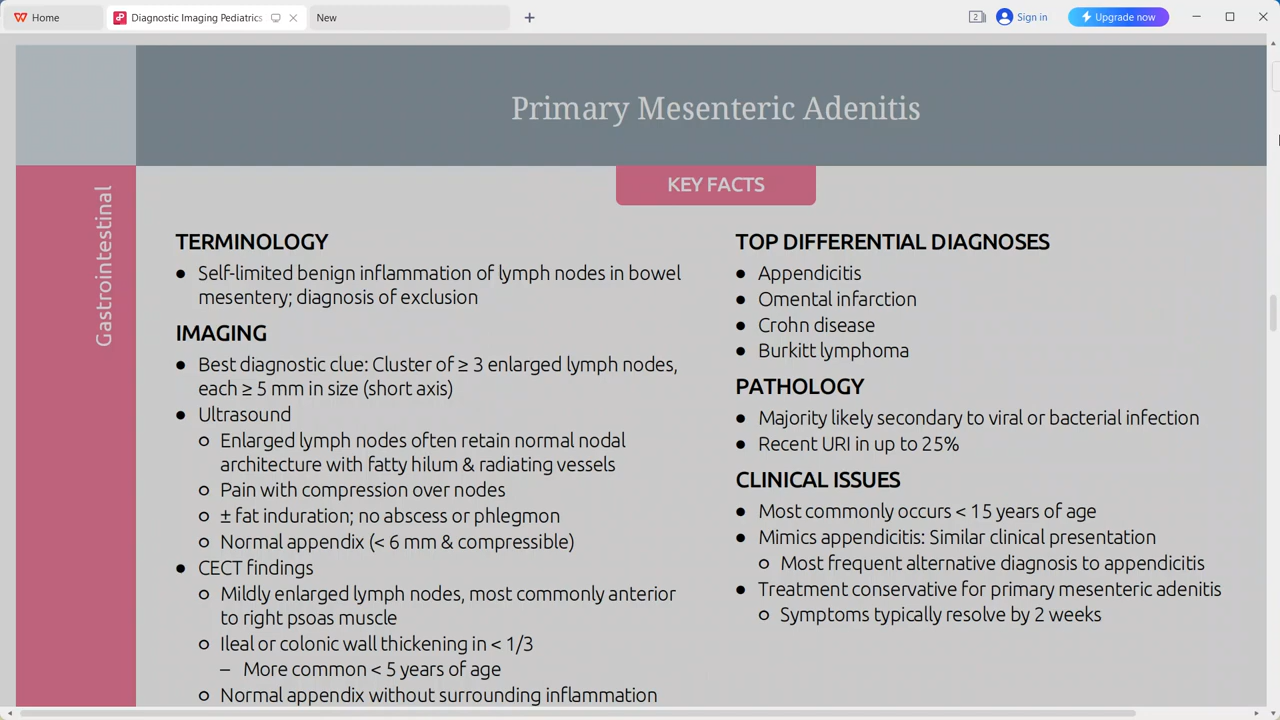 Home
Diagnostic Imaging Pediatrics
New
2
Sign in
Upgrade now
Primary Mesenteric Adenitis
Gastrointestinal
KEY FACTS
TERMINOLOGY
• Self-limited benign inflammation of lymph nodes in bowel
mesentery; diagnosis of exclusion
IMAGING
• Best diagnostic clue: Cluster of ≥ 3 enlarged lymph nodes,
each ≥ 5 mm in size (short axis)
• Ultrasound
○ Enlarged lymph nodes often retain normal nodal
architecture with fatty hilum & radiating vessels
○ Pain with compression over nodes
○ ± fat induration; no abscess or phlegmon
○ Normal appendix (< 6 mm & compressible)
• CECT findings
○ Mildly enlarged lymph nodes, most commonly anterior
to right psoas muscle
○ Ileal or colonic wall thickening in < 1/3
– More common < 5 years of age
○ Normal appendix without surrounding inflammation
TOP DIFFERENTIAL DIAGNOSES
• Appendicitis
• Omental infarction
• Crohn disease
• Burkitt lymphoma
PATHOLOGY
• Majority likely secondary to viral or bacterial infection
• Recent URI in up to 25%
CLINICAL ISSUES
• Most commonly occurs < 15 years of age
• Mimics appendicitis: Similar clinical presentation
○ Most frequent alternative diagnosis to appendicitis
• Treatment conservative for primary mesenteric adenitis
○ Symptoms typically resolve by 2 weeks